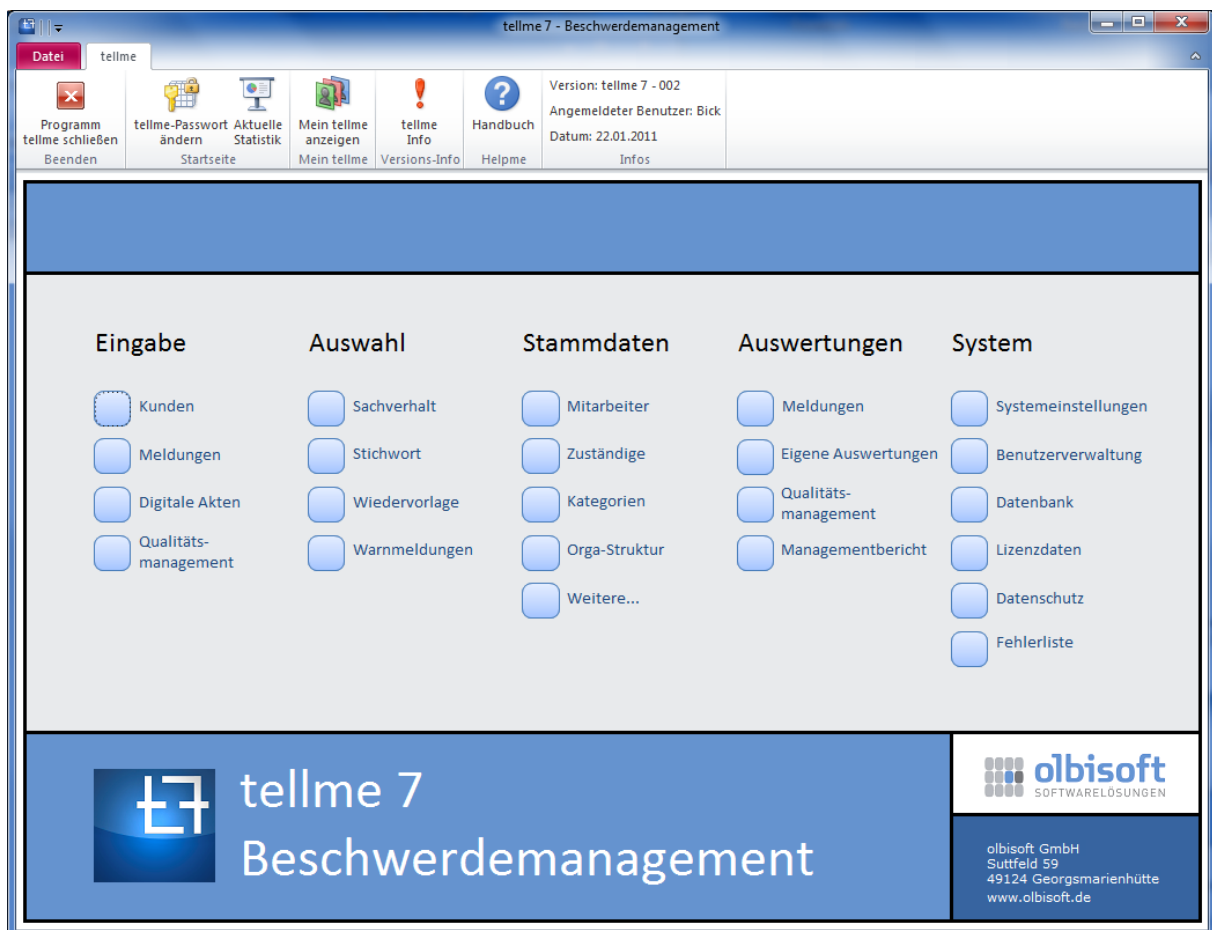 tellme 7 - Beschwerdemanagement
Datei tellme
Programm
tellme schließen
Beenden
tellme-Passwort
ändern
Aktuelle
Statistik
Startseite
Mein tellme
anzeigen
Mein tellme
tellme
Info
Versions-Info
Handbuch
Helpme
Version: tellme 7 - 002
Angemeldeter Benutzer: Bick
Datum: 22.01.2011
Infos
Eingabe
Kunden
Meldungen
Digitale Akten
Qualitäts-
management
Auswahl
Sachverhalt
Stichwort
Wiedervorlage
Warnmeldungen
Stammdaten
Mitarbeiter
Zuständige
Kategorien
Orga-Struktur
Weitere...
Auswertungen
Meldungen
Eigene Auswertungen
Qualitäts-
management
Managementbericht
System
Systemeinstellungen
Benutzerverwaltung
Datenbank
Lizenzdaten
Datenschutz
Fehlerliste
t7
tellme 7
Beschwerdemanagement
olbisoft
SOFTWARELÖSUNGEN
olbisoft GmbH
Suttfeld 59
49124 Georgsmarienhütte
www.olbisoft.de